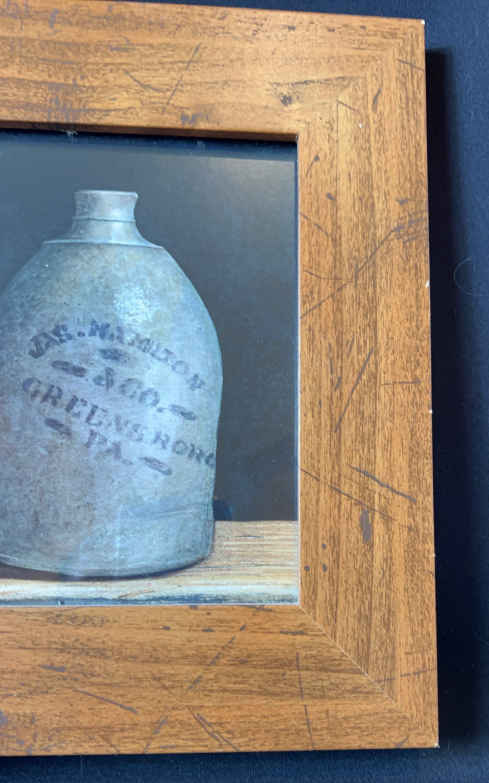 JAS. HAMILTON
& CO.
GREENSBORO
PA.